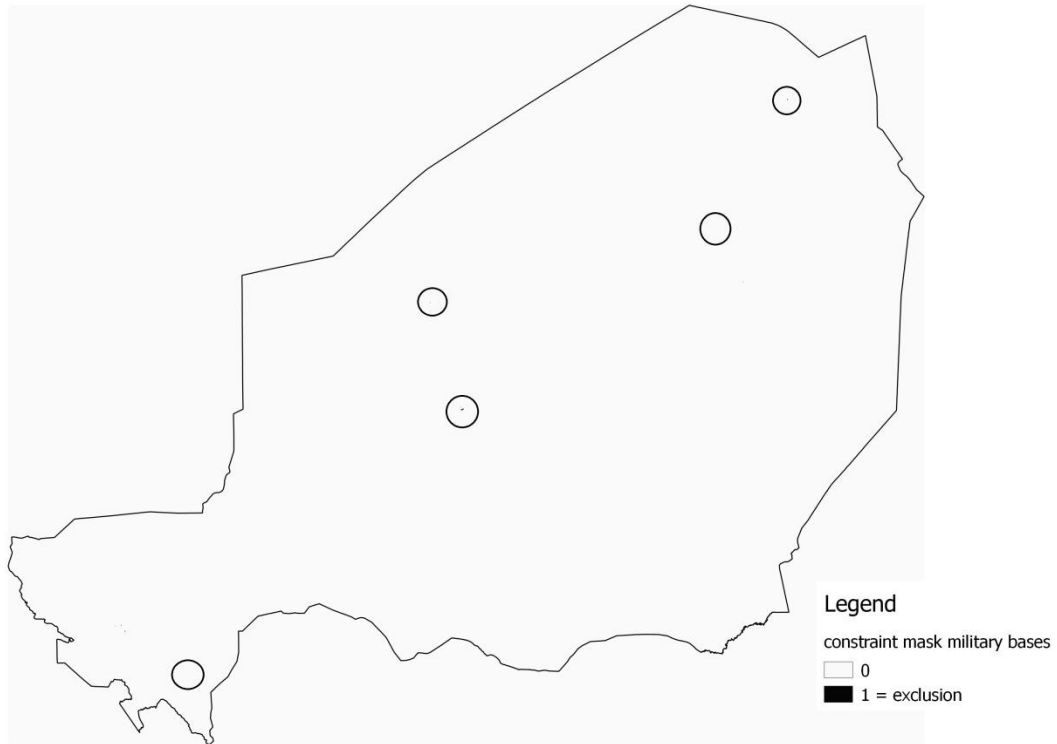 Legend
constraint mask military bases
0
1 = exclusion